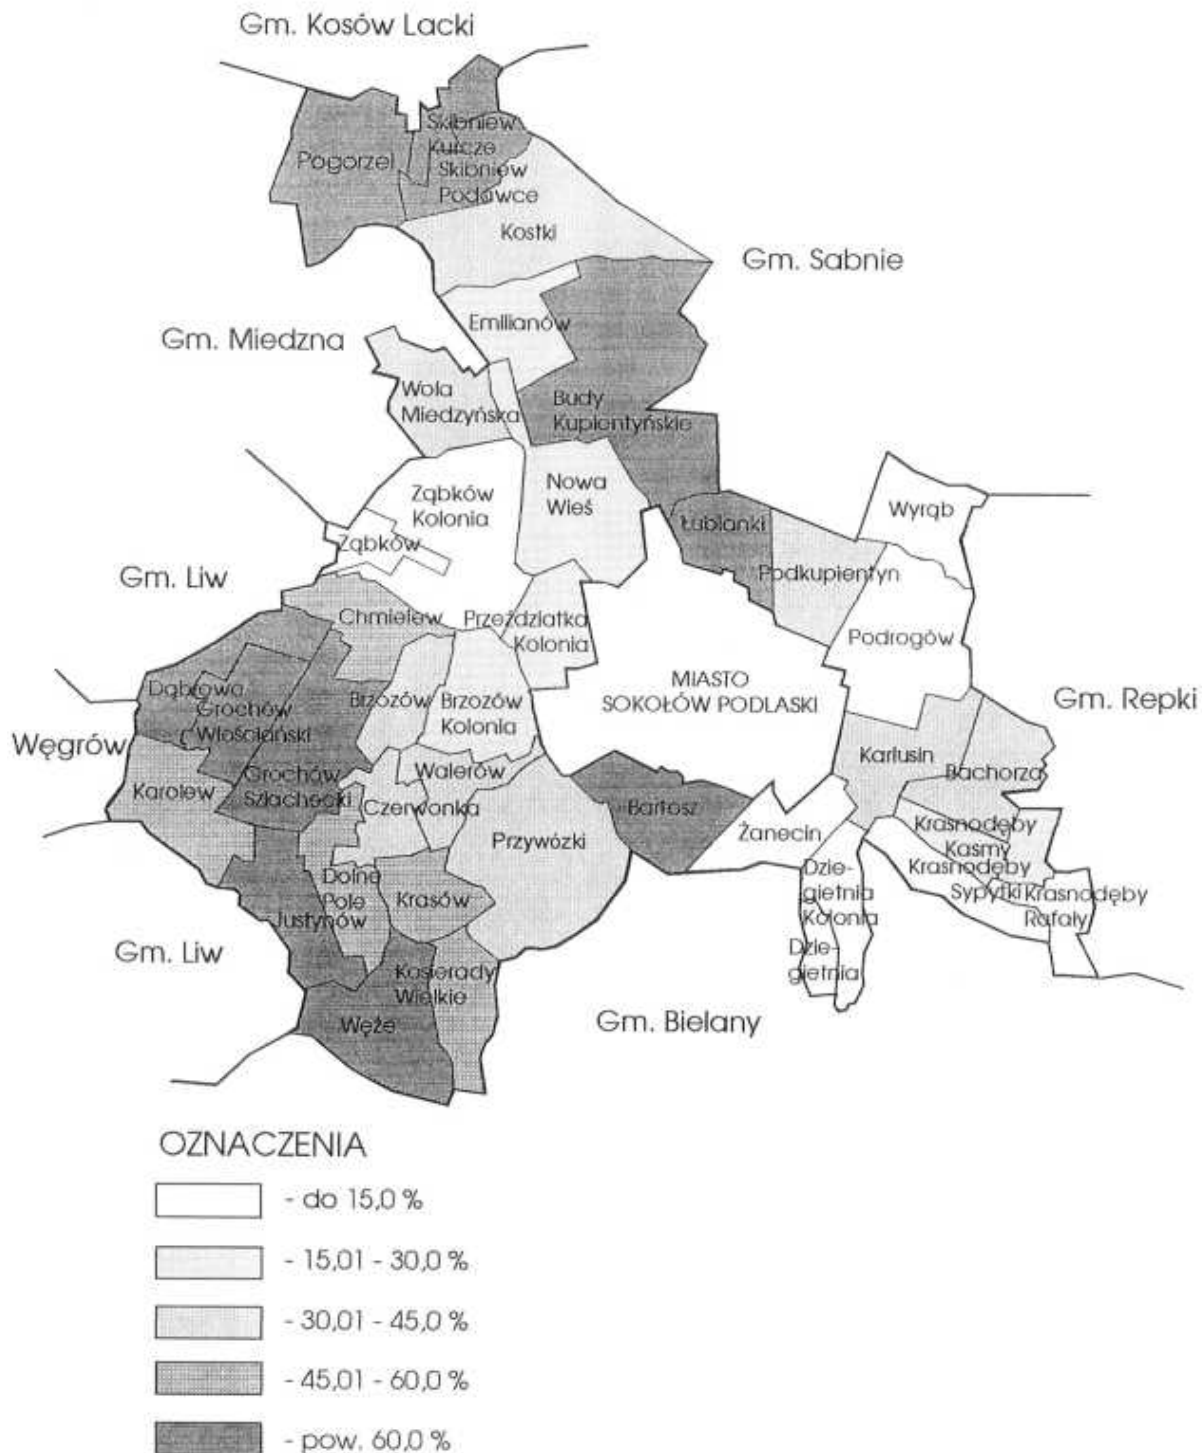 Gm. Kosów Lacki
Skibniew
Kurcze
Pogorzel
Skibniew
Podawce
Kostki
Gm. Sabnie
Emilianów
Gm. Miedzna
Wola
Miedzyńska
Budy
Kupientyńskie
Ząbków
Kolonia
Nowa
Wieś
Wyrąb
Łubianki
Ząbków
Gm. Liw
Podkupientyn
Chmielew
Przeździatka
Kolonia
Podrogów
MIASTO
SOKOŁÓW PODLASKI
Dąbrowa
Grochów
Włościański
Brzozów
Brzozów
Kolonia
Gm. Repki
Węgrów
Karlusin
Bachorza
Grochów
Szlachecki
Walerów
Karolew
Czerwonka
Bartosz
Przywózki
Żanecin
Krasnodęby
Kasmy
Krasnodęby
Sypytki
Krasnodęby
Rafały
Dolne
Pole
Krasów
Justynów
Dzie-
gietnia
Kolonia
Dzie-
gietnia
Gm. Liw
Kosierady
Wielkie
Węże
Gm. Bielany
OZNACZENIA
- do 15,0 %
- 15,01 - 30,0 %
- 30,01 - 45,0 %
- 45,01 - 60,0 %
- pow. 60,0 %